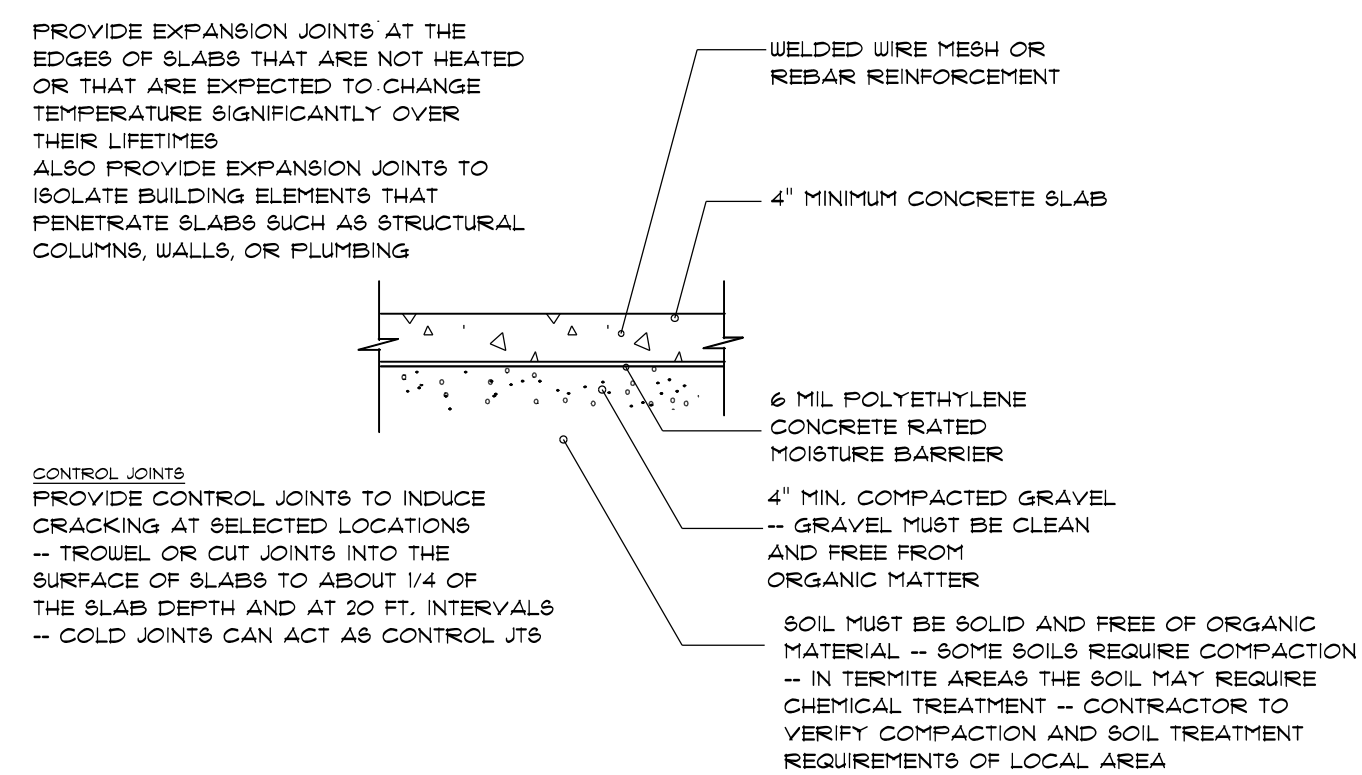 PROVIDE EXPANSION JOINTS AT THE
EDGES OF SLABS THAT ARE NOT HEATED
OR THAT ARE EXPECTED TO CHANGE
TEMPERATURE SIGNIFICANTLY OVER
THEIR LIFETIMES
ALSO PROVIDE EXPANSION JOINTS TO
ISOLATE BUILDING ELEMENTS THAT
PENETRATE SLABS SUCH AS STRUCTURAL
COLUMNS, WALLS, OR PLUMBING
WELDED WIRE MESH OR
REBAR REINFORCEMENT
4" MINIMUM CONCRETE SLAB
6 MIL POLYETHYLENE
CONCRETE RATED
MOISTURE BARRIER
CONTROL JOINTS
PROVIDE CONTROL JOINTS TO INDUCE
CRACKING AT SELECTED LOCATIONS
-- TROWEL OR CUT JOINTS INTO THE
SURFACE OF SLABS TO ABOUT 1/4 OF
THE SLAB DEPTH AND AT 20 FT. INTERVALS
-- COLD JOINTS CAN ACT AS CONTROL JTS
4" MIN. COMPACTED GRAVEL
-- GRAVEL MUST BE CLEAN
AND FREE FROM
ORGANIC MATTER
SOIL MUST BE SOLID AND FREE OF ORGANIC
MATERIAL -- SOME SOILS REQUIRE COMPACTION
-- IN TERMITE AREAS THE SOIL MAY REQUIRE
CHEMICAL TREATMENT -- CONTRACTOR TO
VERIFY COMPACTION AND SOIL TREATMENT
REQUIREMENTS OF LOCAL AREA